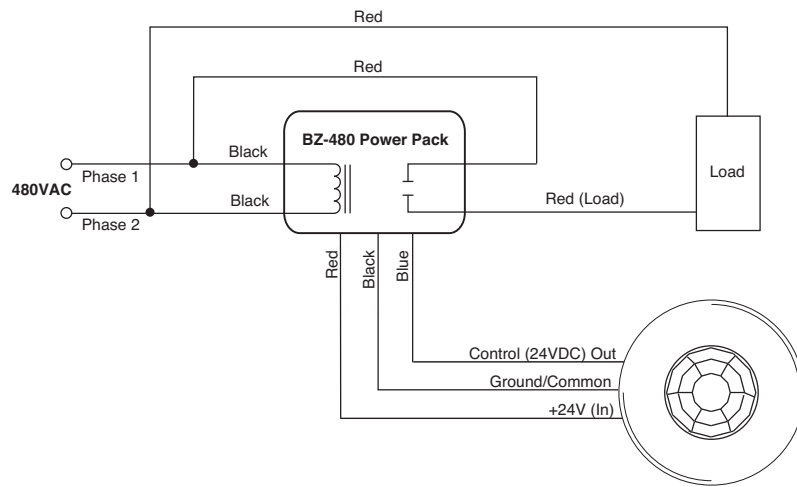 Red
Red
BZ-480 Power Pack
Black
Phase 1
480VAC
Load
Black
Red (Load)
Phase 2
Red
Black
Blue
Control (24VDC) Out
Ground/Common
+24V (In)